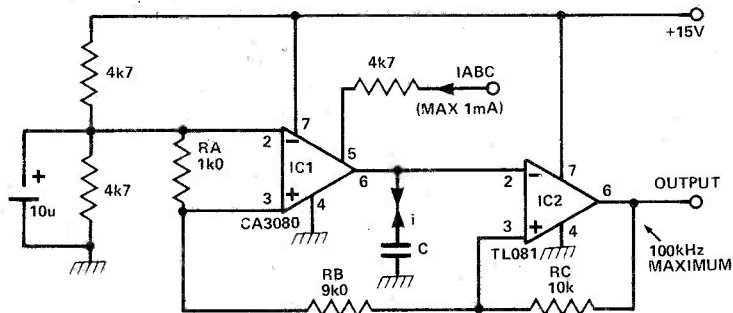 +15V
4k7
4k7
IABC
(MAX 1mA)
7
2
RA
1k0
IC1
5
6
3
4
CA3080
10u
+
4k7
i
C
7
2
IC2
6
OUTPUT
3
4
TL081
100kHz
MAXIMUM
RB
9k0
RC
10k